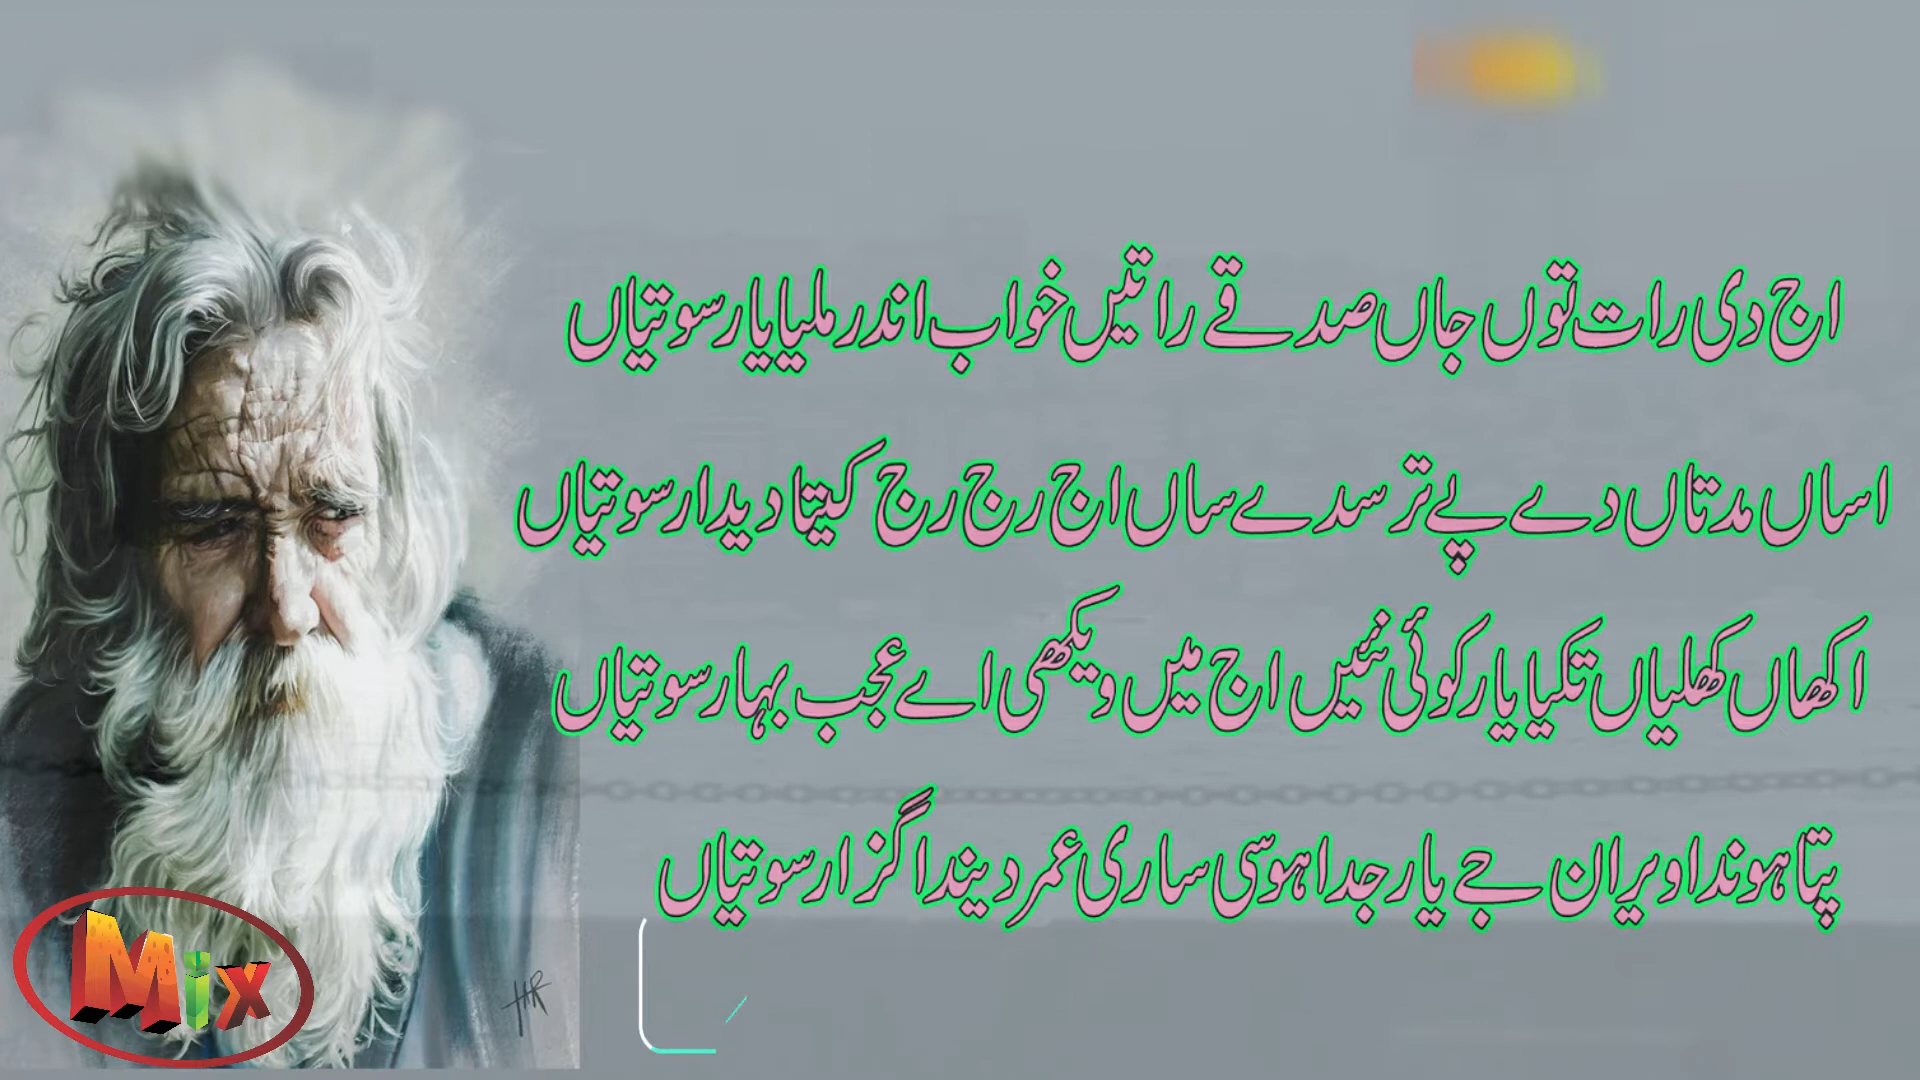 اج دی رات توں جاں صدقے راتیں خواب اندر ملیا یار سوتیاں
اساں مدتاں دے پے ترسدے ساں اج رج رج کیتا دیدار سوتیاں
اکھاں کھلیاں تکیا یار کوئی نئیں اج میں ویکھی اے عجب بہار سوتیاں
پتا ہوندا ویران جے یار جدا ہوسی ساری عمر دیندا گزار سوتیاں
HR
Mix